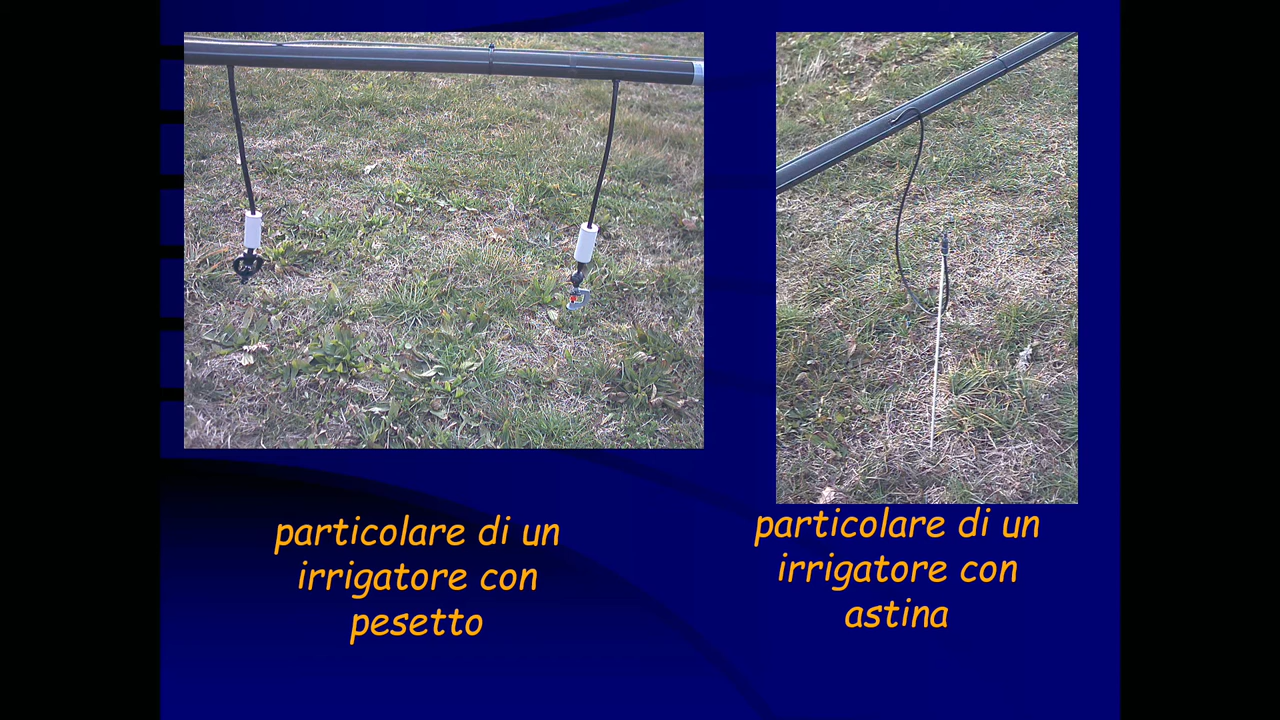 particolare di un
irrigatore con
pesetto
particolare di un
irrigatore con
astina